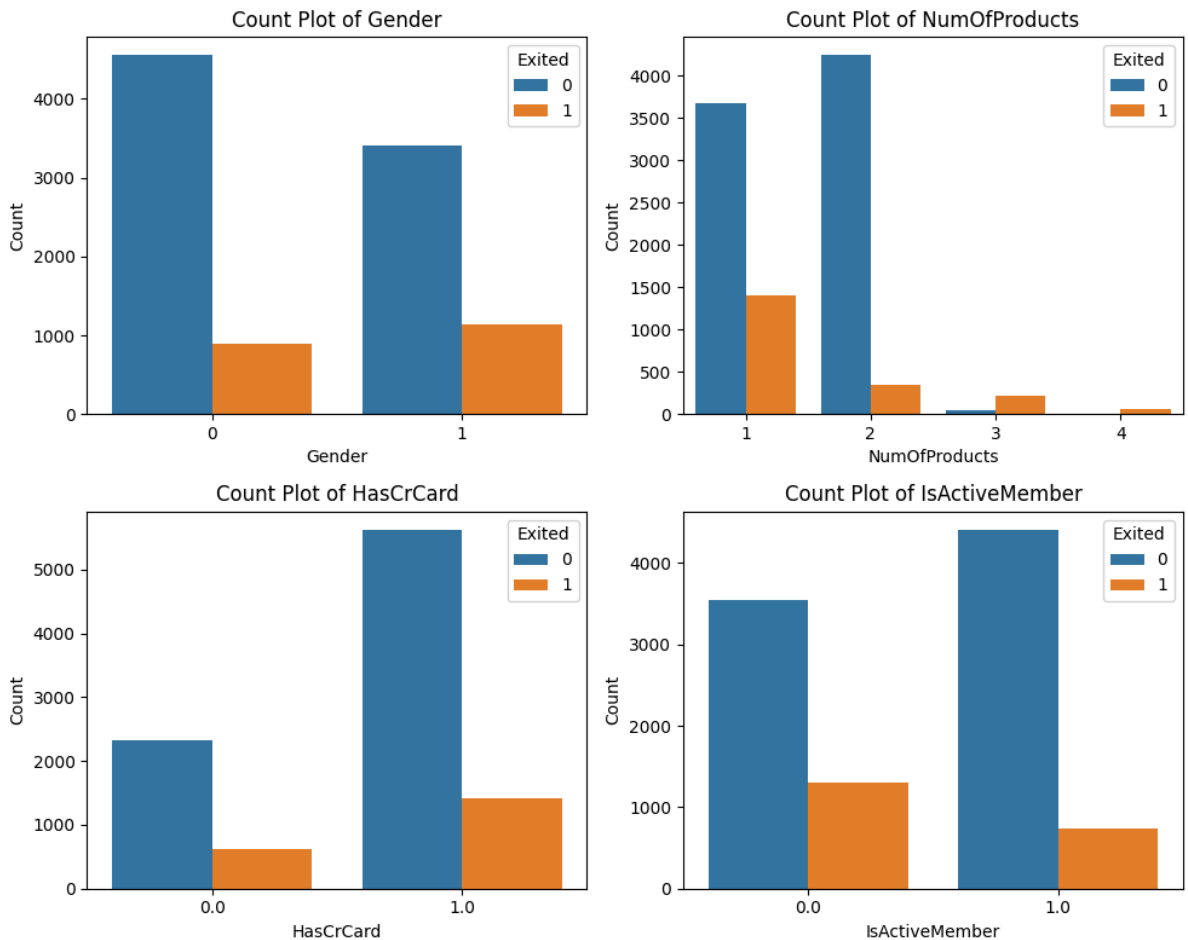 Count Plot of Gender
Exited
0
1
4000
3000
2000
1000
0
Count
0 1
Gender
Count Plot of NumOfProducts
Exited
0
1
4000
3500
3000
2500
2000
1500
1000
500
0
Count
1 2 3 4
NumOfProducts
Count Plot of HasCrCard
Exited
0
1
5000
4000
3000
2000
1000
0
Count
0.0 1.0
HasCrCard
Count Plot of IsActiveMember
Exited
0
1
4000
3000
2000
1000
0
Count
0.0 1.0
IsActiveMember